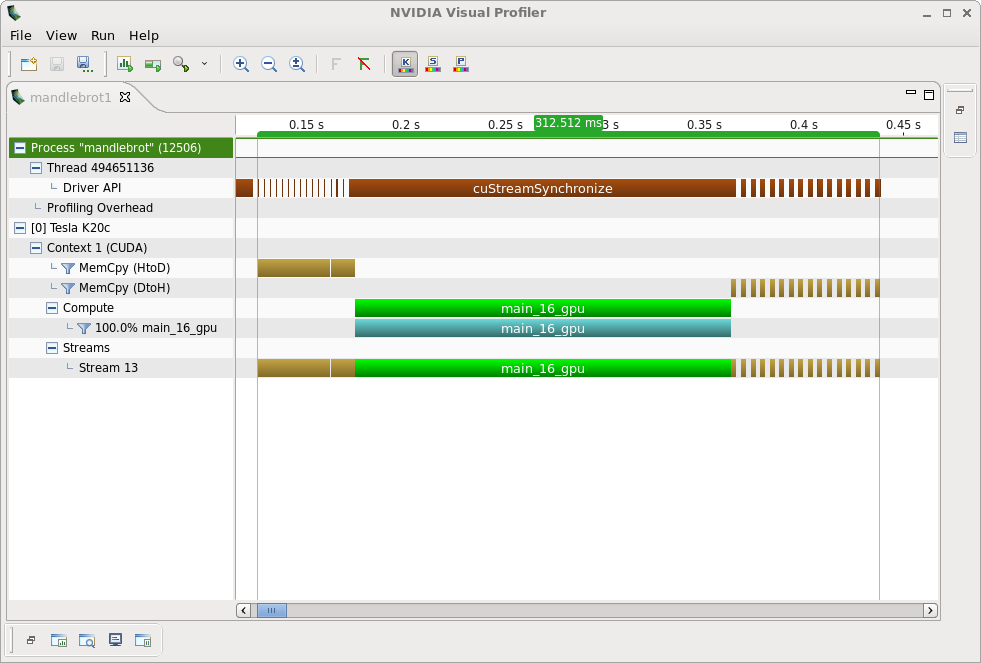 NVIDIA Visual Profiler
File View Run Help
mandlebrot1
0.15 s 0.2 s 0.25 s 312.512 ms 3 s 0.35 s 0.4 s 0.45 s
Process "mandlebrot" (12506)
Thread 494651136
Driver API cuStreamSynchronize
Profiling Overhead
[0] Tesla K20c
Context 1 (CUDA)
MemCpy (HtoD)
MemCpy (DtoH)
Compute main_16_gpu
100.0% main_16_gpu main_16_gpu
Streams
Stream 13 main_16_gpu